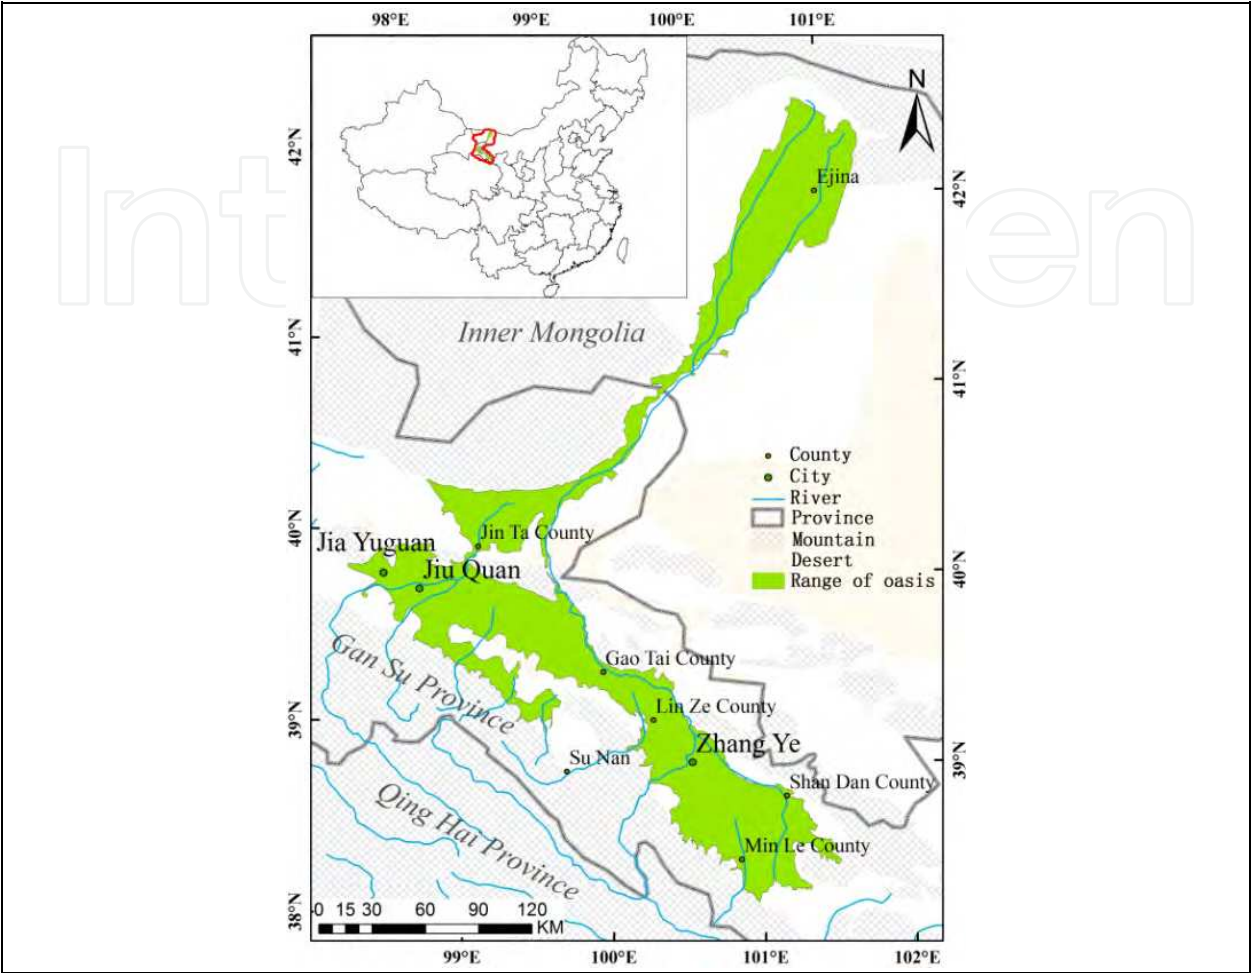 98°E 99°E 100°E 101°E
N
42°N
42°N
Ejina
Inner Mongolia
41°N
41°N
County
City
River
Province
Mountain
Desert
Range of oasis
40°N
40°N
Jin Ta County
Jia Yuguan
Jiu Quan
Gan Su Province
Gao Tai County
Lin Ze County
Zhang Ye
Su Nan
39°N
39°N
Shan Dan County
Qing Hai Province
Min Le County
38°N
0 15 30 60 90 120
KM
99°E 100°E 101°E 102°E